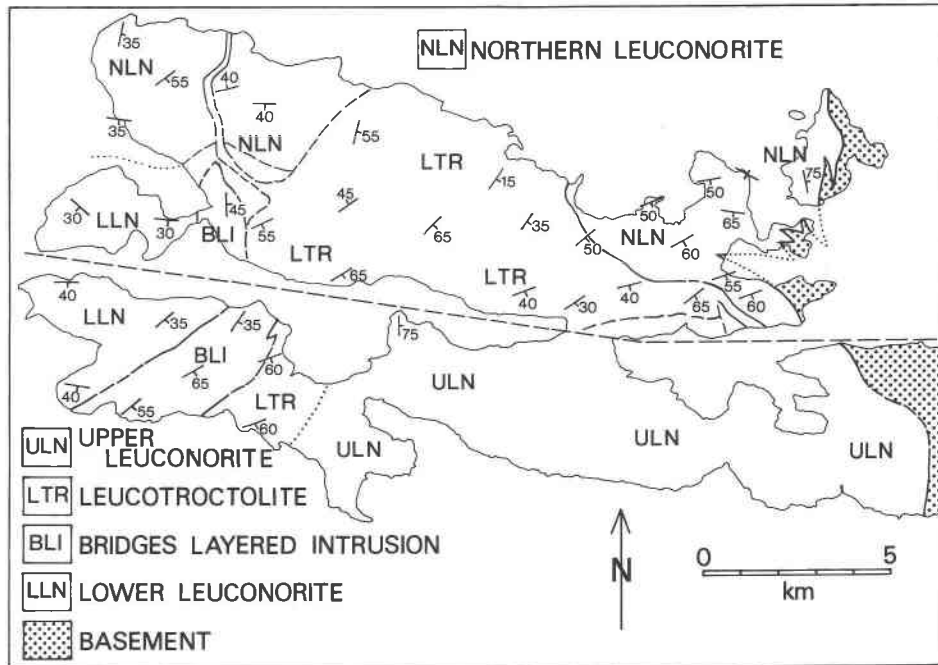 NLN NORTHERN LEUCONORITE
35
NLN
55
40
40
35
NLN
55
LTR
15
NLN
75
50
50
65
30
LLN
30
45
BLI
55
45
65
35
50
NLN
60
LTR
65
LTR
40
30
40
65
55
60
40
LLN
35
35
75
BLI
65
60
ULN
40
55
LTR
60
ULN
ULN
ULN
ULN UPPER
LEUCONORITE
LTR LEUCOTROCTOLITE
BLI BRIDGES LAYERED INTRUSION
LLN LOWER LEUCONORITE
BASEMENT
N
0 5
km